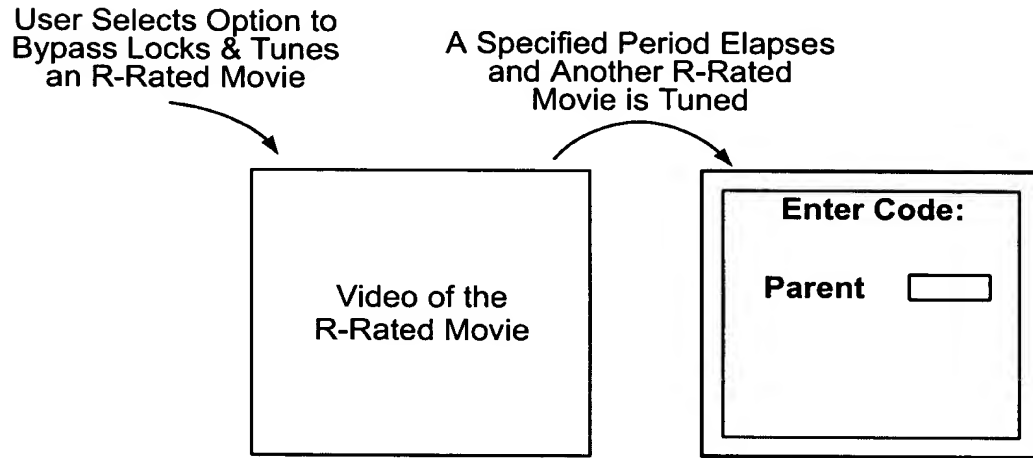 User Selects Option to
Bypass Locks & Tunes
an R-Rated Movie
A Specified Period Elapses
and Another R-Rated
Movie is Tuned
Video of the
R-Rated Movie
Enter Code:
Parent